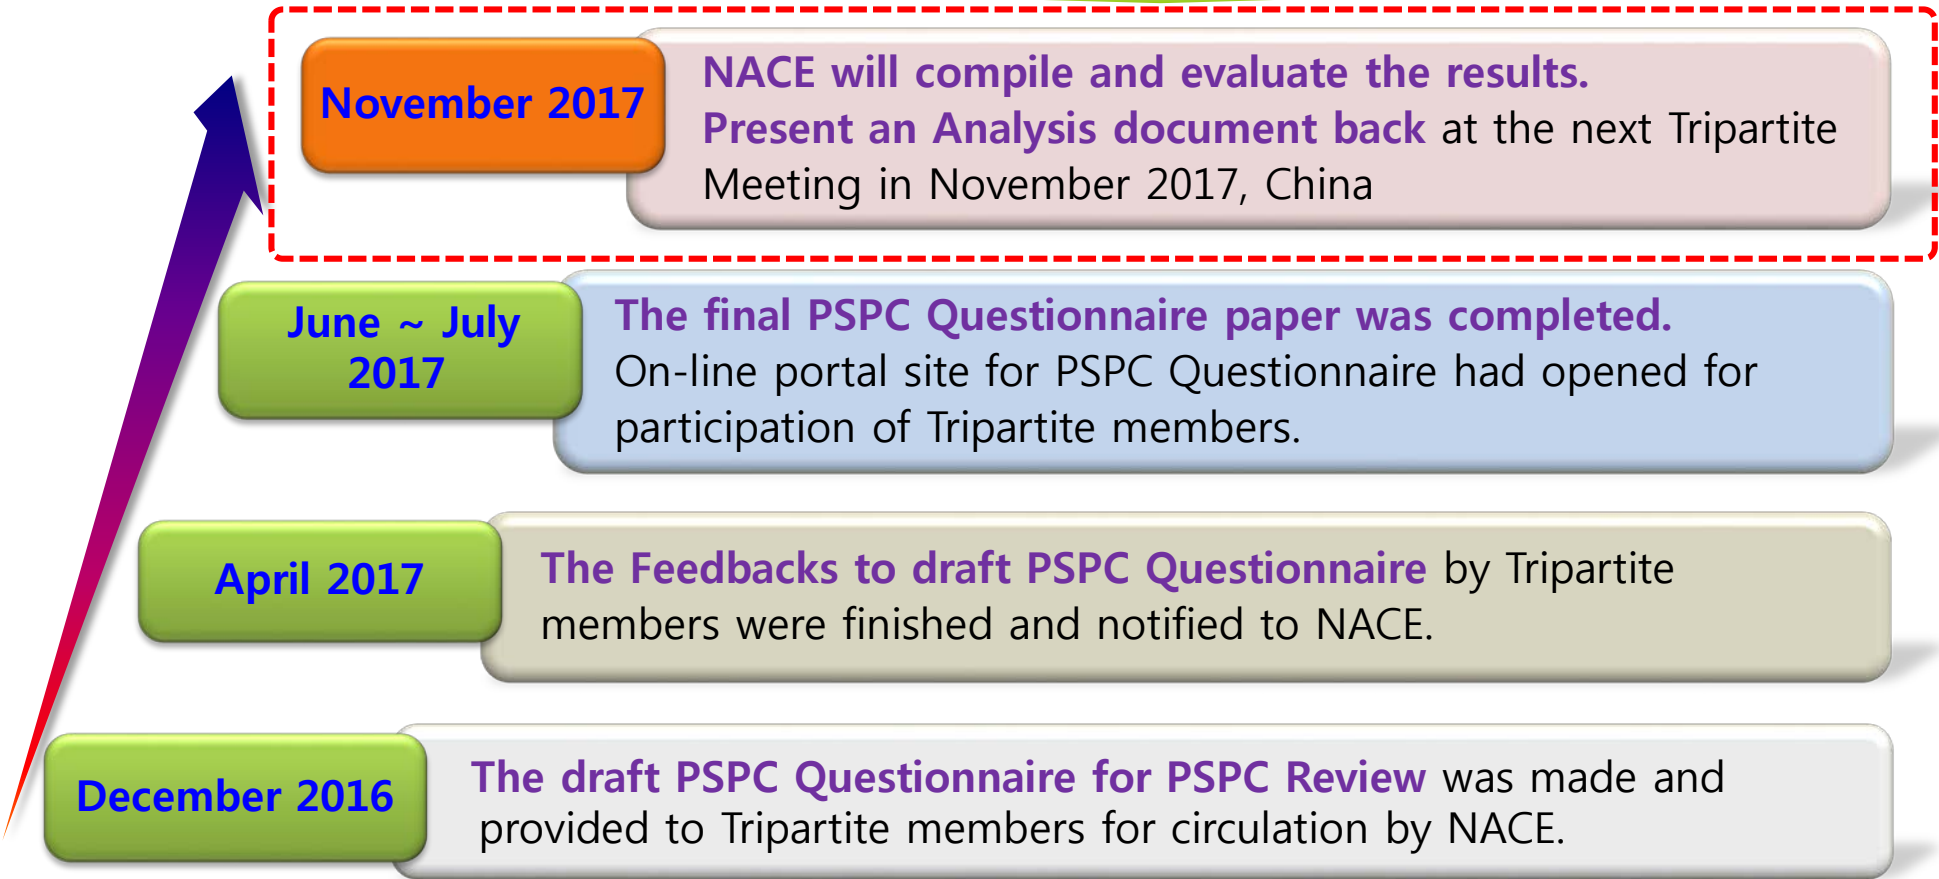 November 2017
NACE will compile and evaluate the results.
Present an Analysis document back at the next Tripartite
Meeting in November 2017, China
June ~ July
2017
The final PSPC Questionnaire paper was completed.
On-line portal site for PSPC Questionnaire had opened for
participation of Tripartite members.
April 2017
The Feedbacks to draft PSPC Questionnaire by Tripartite
members were finished and notified to NACE.
December 2016
The draft PSPC Questionnaire for PSPC Review was made and
provided to Tripartite members for circulation by NACE.